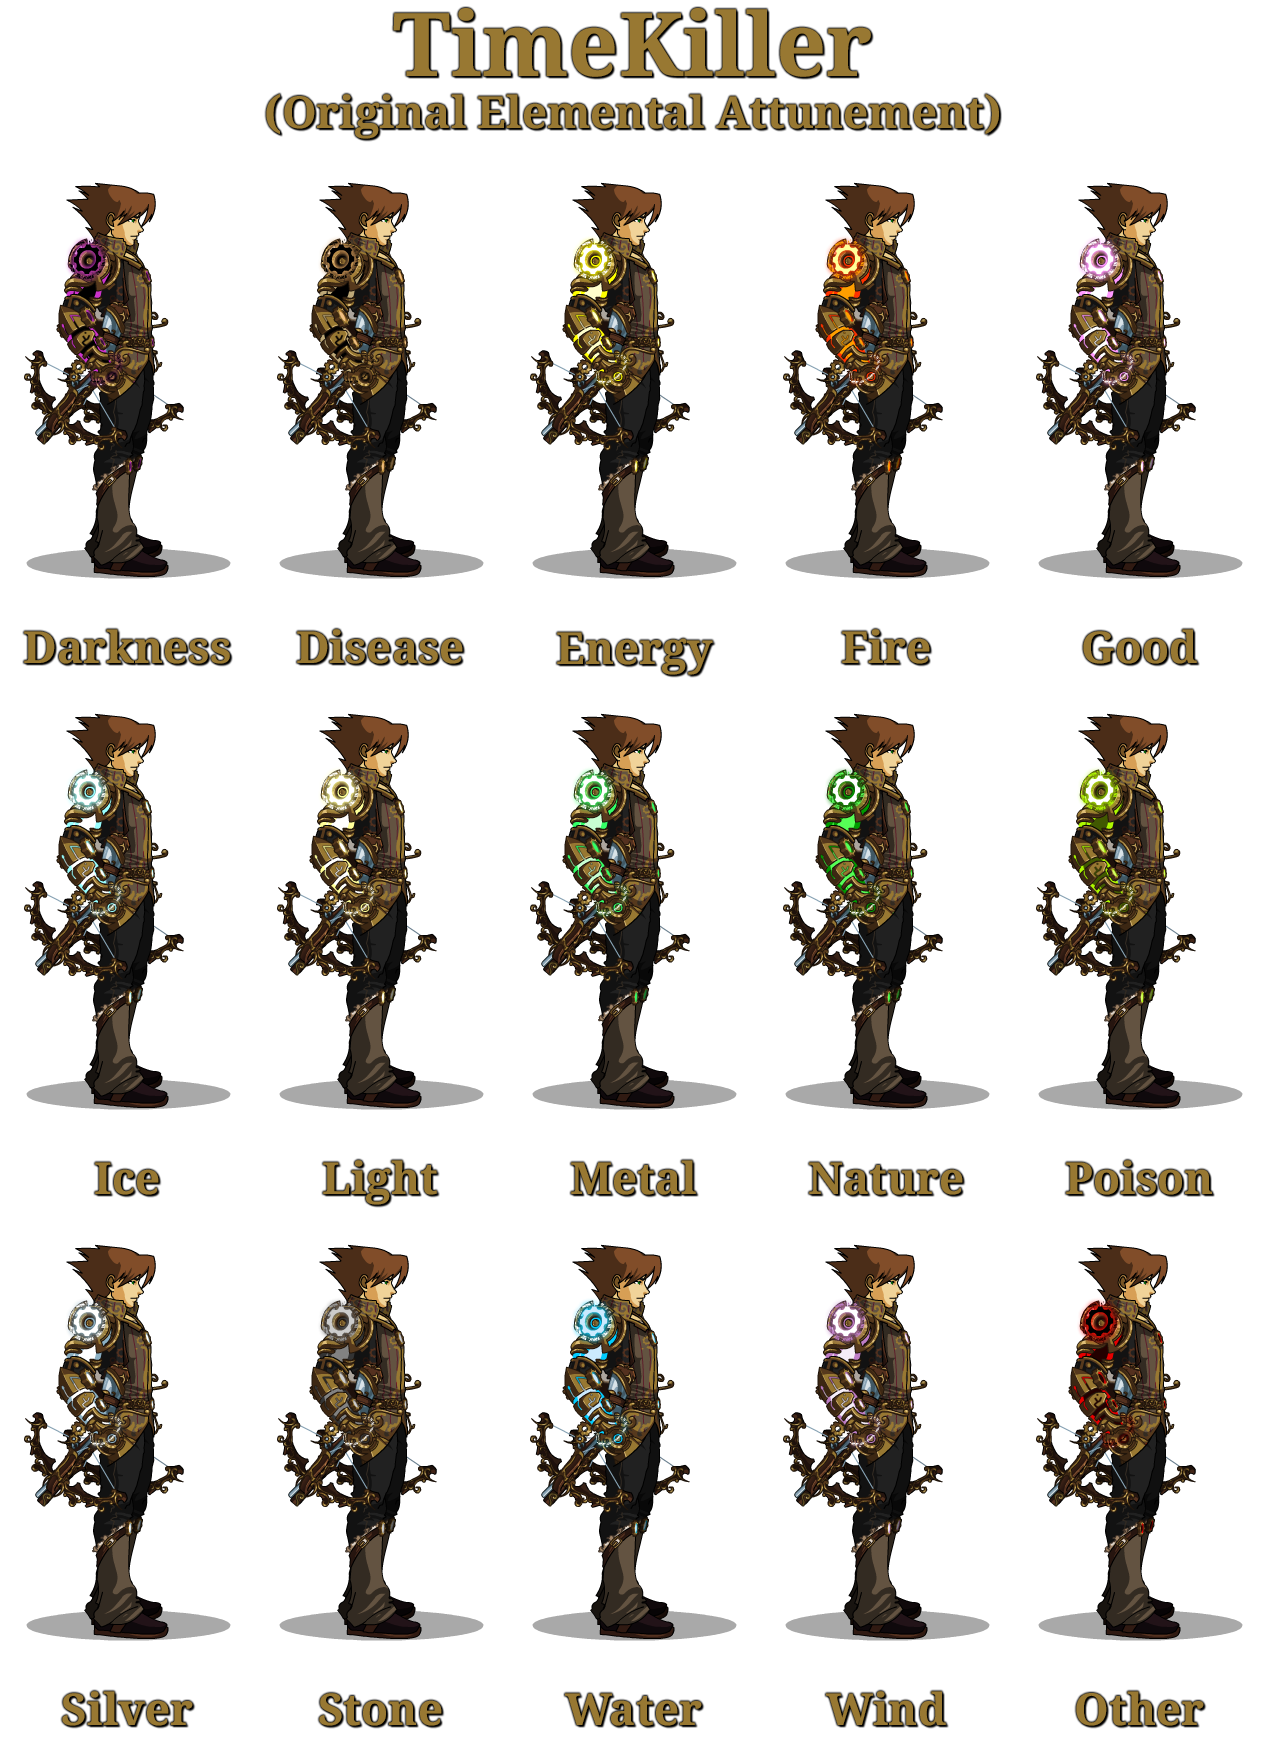 TimeKiller
(Original Elemental Attunement)
Darkness Disease Energy Fire Good
Ice Light Metal Nature Poison
Silver Stone Water Wind Other